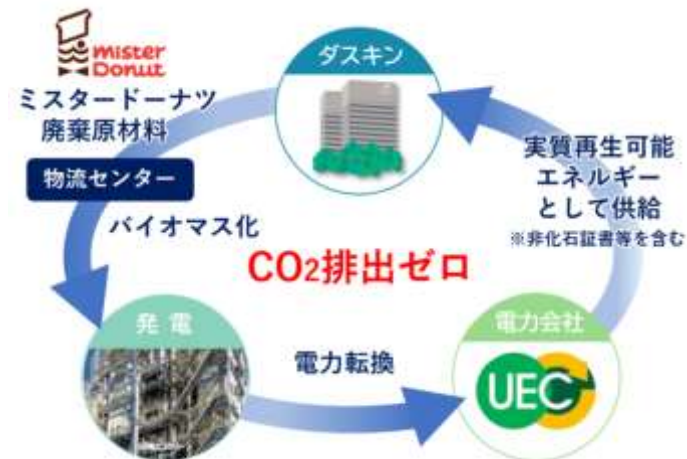 mister
Donut
ミスタードーナツ
廃棄原材料
物流センター
バイオマス化
ダスキン
実質再生可能
エネルギー
として供給
※非化石証書等を含む
CO2排出ゼロ
発電
電力転換
電力会社
UEC